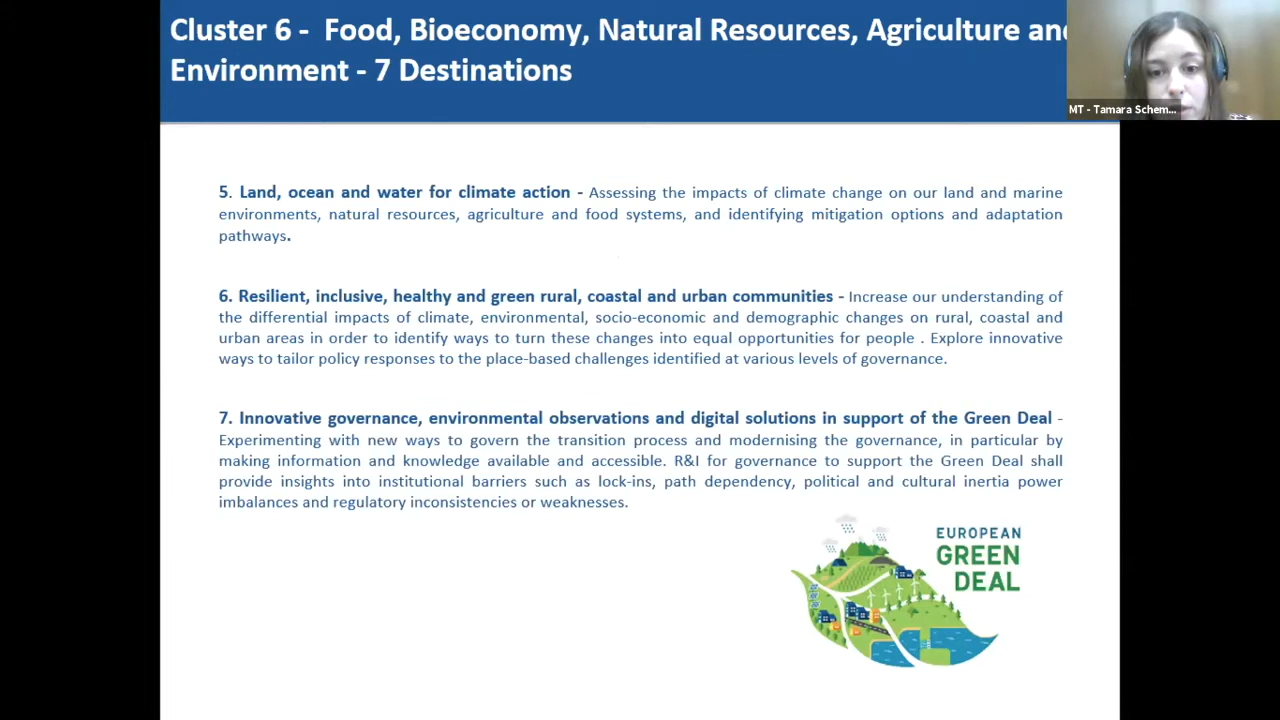 Cluster 6 - Food, Bioeconomy, Natural Resources, Agriculture and
Environment - 7 Destinations
MT - Tamara Schem...
5. Land, ocean and water for climate action - Assessing the impacts of climate change on our land and marine
environments, natural resources, agriculture and food systems, and identifying mitigation options and adaptation
pathways.
6. Resilient, inclusive, healthy and green rural, coastal and urban communities - Increase our understanding of
the differential impacts of climate, environmental, socio-economic and demographic changes on rural, coastal and
urban areas in order to identify ways to turn these changes into equal opportunities for people . Explore innovative
ways to tailor policy responses to the place-based challenges identified at various levels of governance.
7. Innovative governance, environmental observations and digital solutions in support of the Green Deal -
Experimenting with new ways to govern the transition process and modernising the governance, in particular by
making information and knowledge available and accessible. R&I for governance to support the Green Deal shall
provide insights into institutional barriers such as lock-ins, path dependency, political and cultural inertia power
imbalances and regulatory inconsistencies or weaknesses.
EUROPEAN
GREEN
DEAL